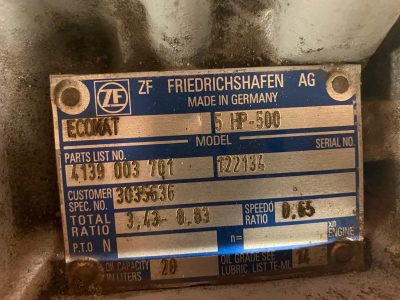 ZF ZF FRIEDRICHSHAFEN AG
MADE IN GERMANY
ECOMAT 5 HP-500
PARTS LIST NO. SERIAL NO.
4139 003 701 122134
CUSTOMER SPEC. NO. 3035636
TOTAL RATIO 3,43- 0,83 SPEEDO RATIO 0,65
P.T.O N n= x ENGINE
OIL CAPACITY IN LITERS 20 OIL GRADE SEE LUBRIC. LIST TE-ML 14